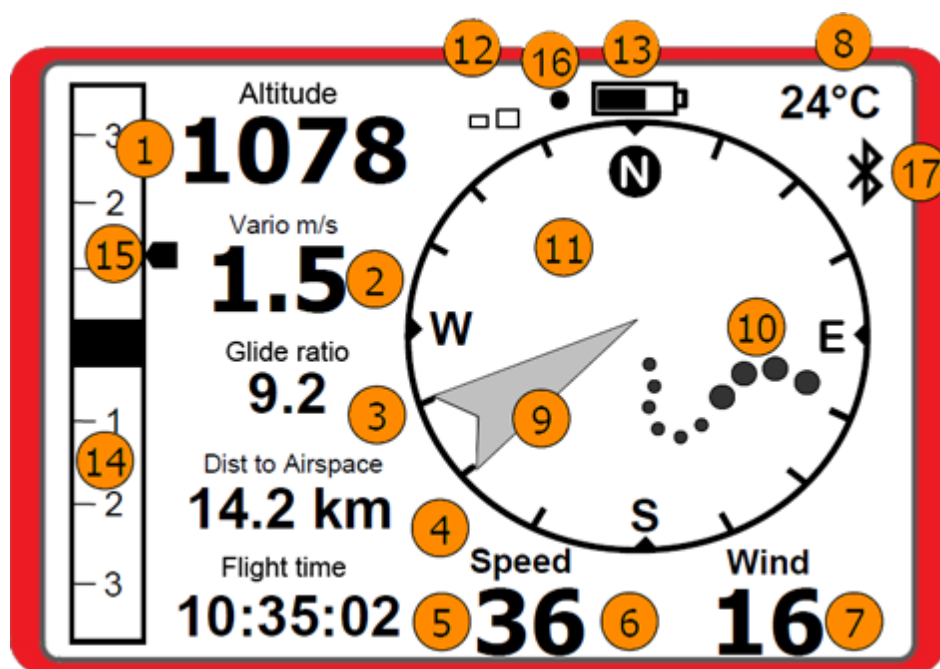 12
16
13
8
Altitude
24°C
3
1
1078
N
17
2
Vario m/s
15
1.5
2
11
Glide ratio
W
10
E
9.2
3
9
1
14
Dist to Airspace
2
14.2 km
4
S
Flight time
Speed
Wind
3
10:35:02
5
36
6
16
7